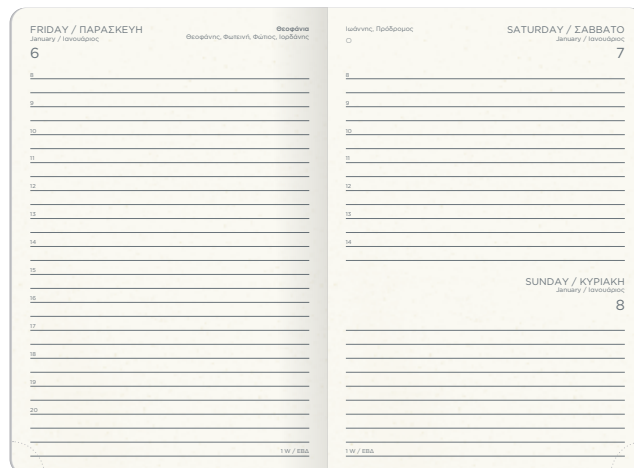 FRIDAY / ΠΑΡΑΣΚΕΥΗ
January / Ιανουάριος
6
Θεοφάνια
Θεοφάνης, Φωτεινή, Φώτιος, Ιορδάνης
8
9
10
11
12
13
14
15
16
17
18
19
20
1 W / ΕΒΔ
Ιωάννης, Πρόδρομος
SATURDAY / ΣΑΒΒΑΤΟ
January / Ιανουάριος
7
8
9
10
11
12
13
14
SUNDAY / ΚΥΡΙΑΚΗ
January / Ιανουάριος
8
1 W / ΕΒΔ